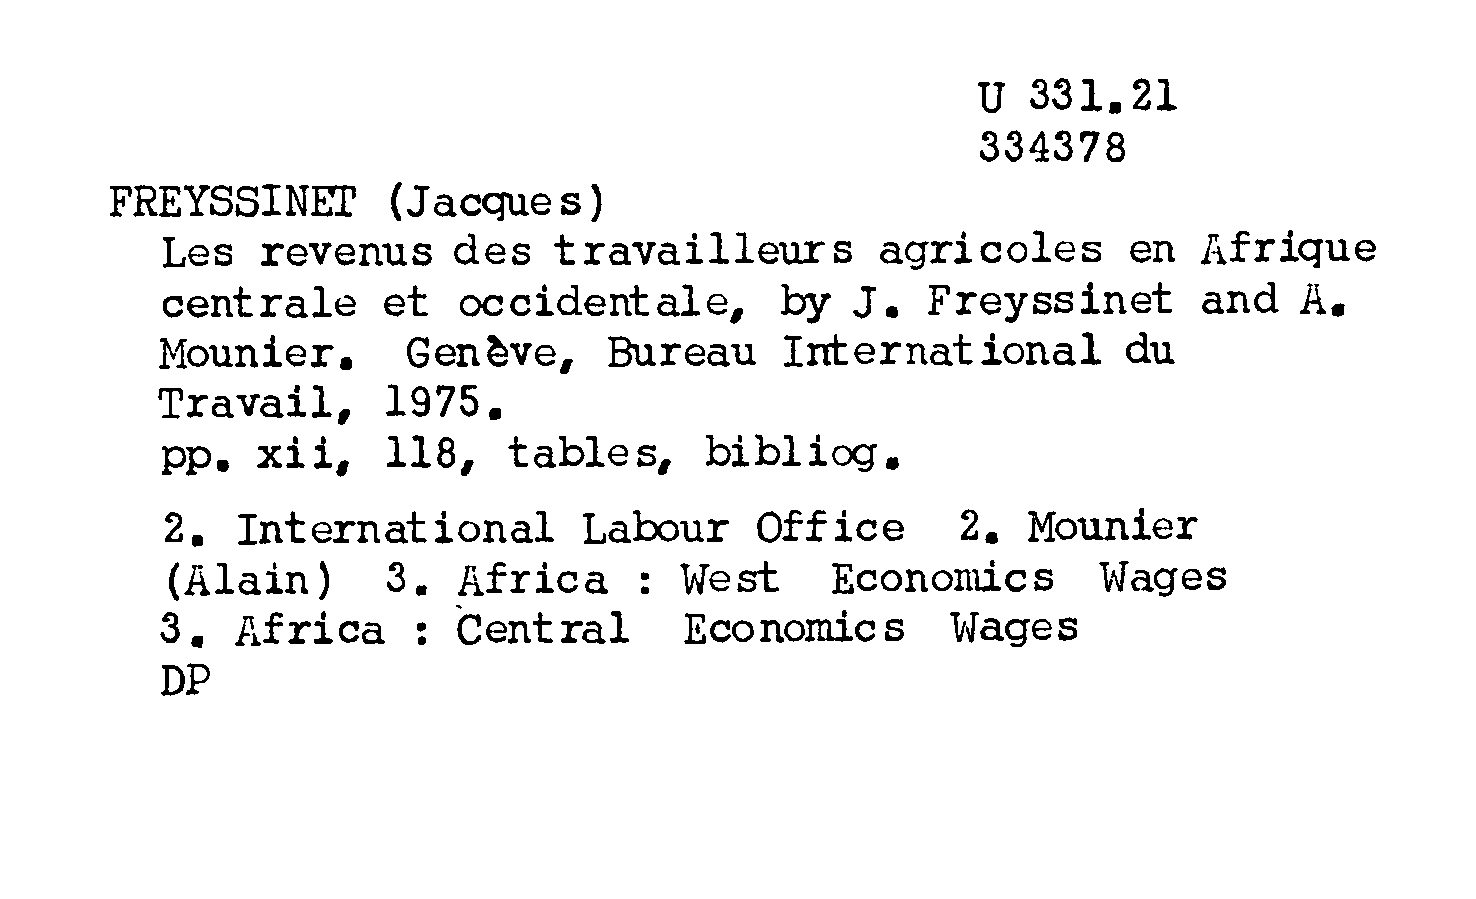 U 331.21
334378
FREYSSINET (Jacques)
Les revenus des travailleurs agricoles en Afrique
centrale et occidentale, by J. Freyssinet and A.
Mounier. Genève, Bureau International du
Travail, 1975.
pp. xii, 118, tables, bibliog.
2. International Labour Office 2. Mounier
(Alain) 3. Africa : West Economics Wages
3. Africa : Central Economics Wages
DP